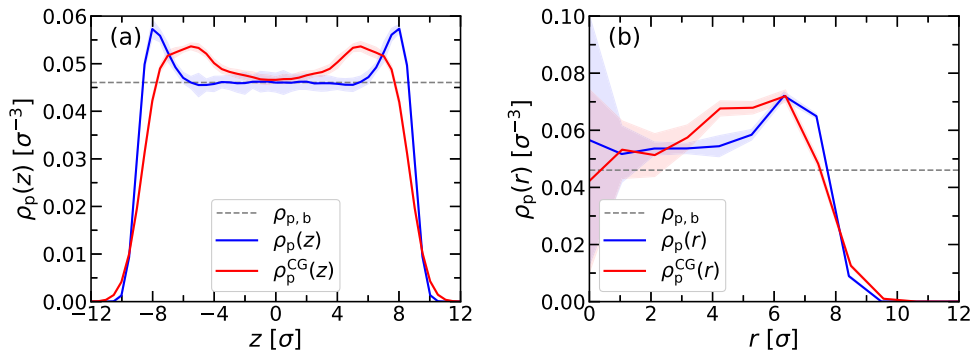 (a)
ρp(z) [σ⁻³]
0.06
0.05
0.04
0.03
0.02
0.01
0.00
ρp,b
ρp(z)
ρpCG(z)
−12 −8 −4 0 4 8 12
z [σ]
(b)
ρp(r) [σ⁻³]
0.10
0.08
0.06
0.04
0.02
0.00
ρp,b
ρp(r)
ρpCG(r)
0 2 4 6 8 10 12
r [σ]